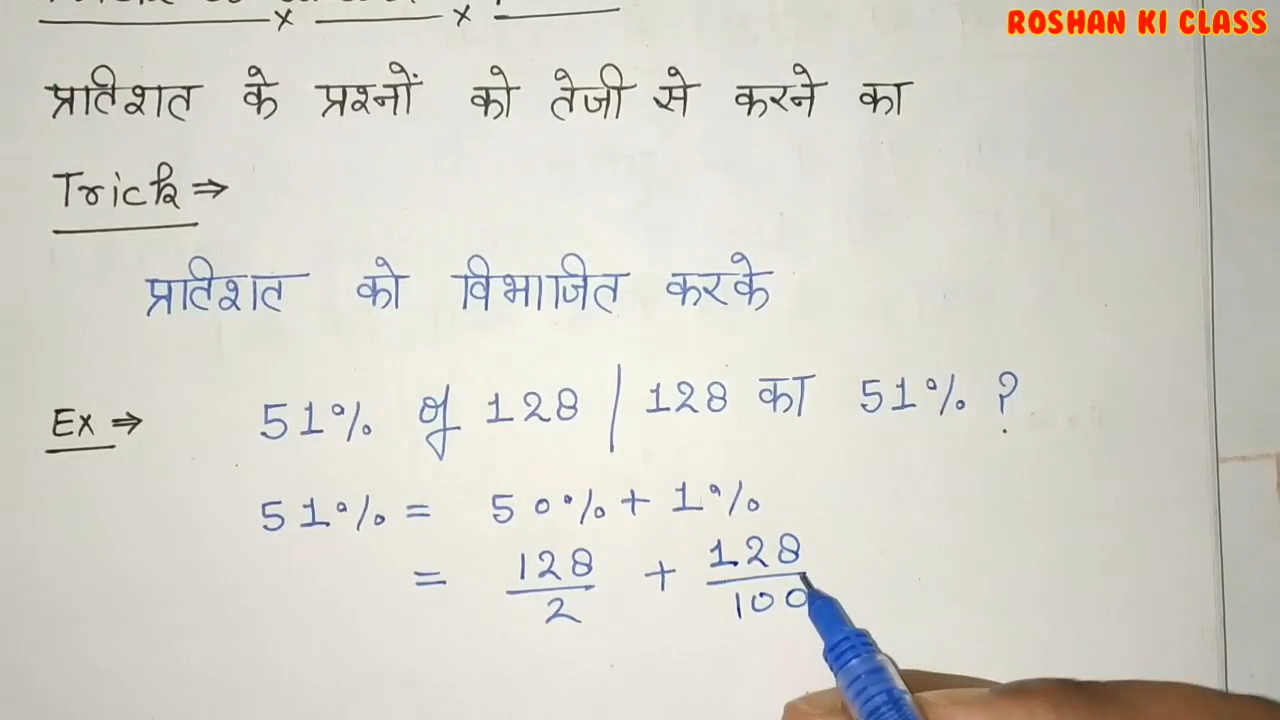 ROSHAN KI CLASS
प्रतिशत के प्रश्नों को तेजी से करने का
Trick ⇒
प्रतिशत को विभाजित करके
Ex ⇒ 51% of 128 / 128 का 51% ?
51% = 50% + 1%
= 128/2 + 128/100